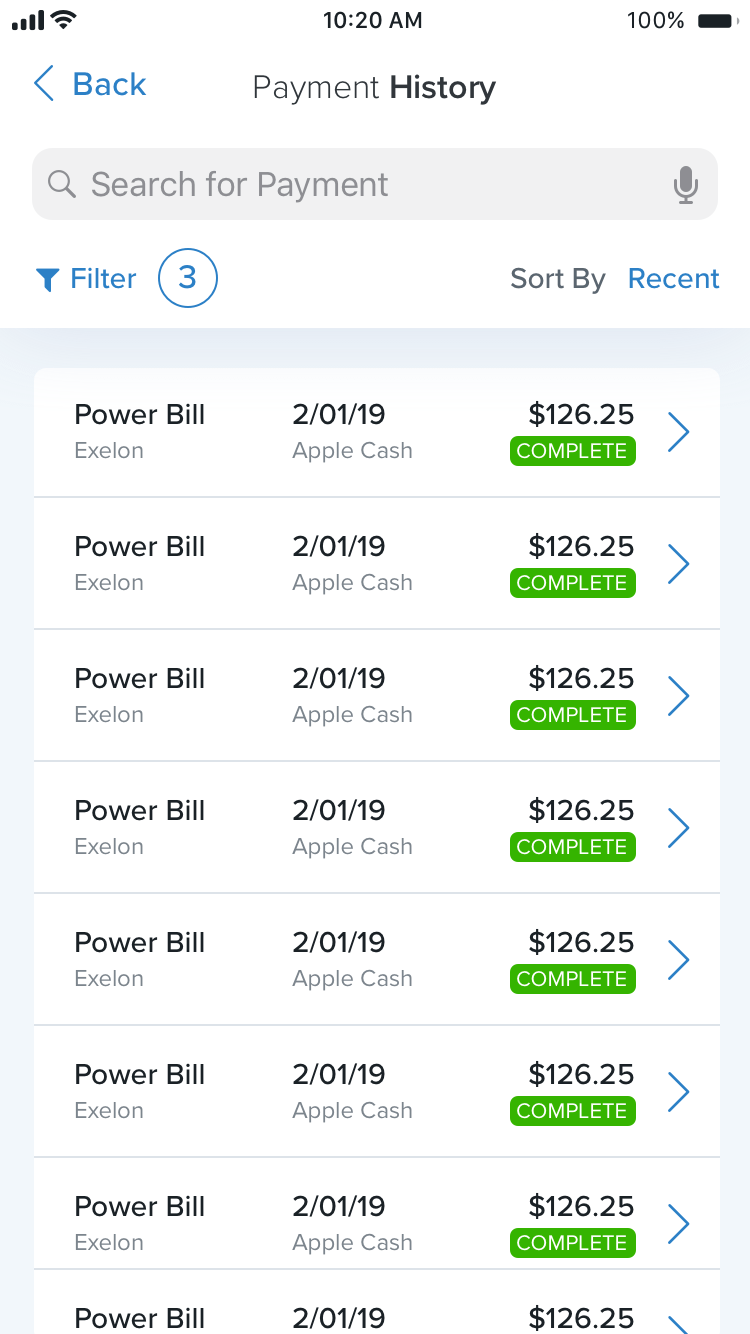 10:20 AM 100%
Back Payment History
Search for Payment
Filter 3 Sort By Recent
Power Bill 2/01/19 $126.25
Exelon Apple Cash COMPLETE
Power Bill 2/01/19 $126.25
Exelon Apple Cash COMPLETE
Power Bill 2/01/19 $126.25
Exelon Apple Cash COMPLETE
Power Bill 2/01/19 $126.25
Exelon Apple Cash COMPLETE
Power Bill 2/01/19 $126.25
Exelon Apple Cash COMPLETE
Power Bill 2/01/19 $126.25
Exelon Apple Cash COMPLETE
Power Bill 2/01/19 $126.25
Exelon Apple Cash COMPLETE
Power Bill 2/01/19 $126.25